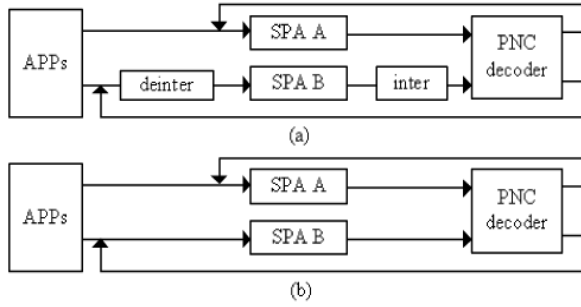 APPs
SPA A
PNC
decoder
deinter
SPA B
inter
(a)
APPs
SPA A
PNC
decoder
SPA B
(b)